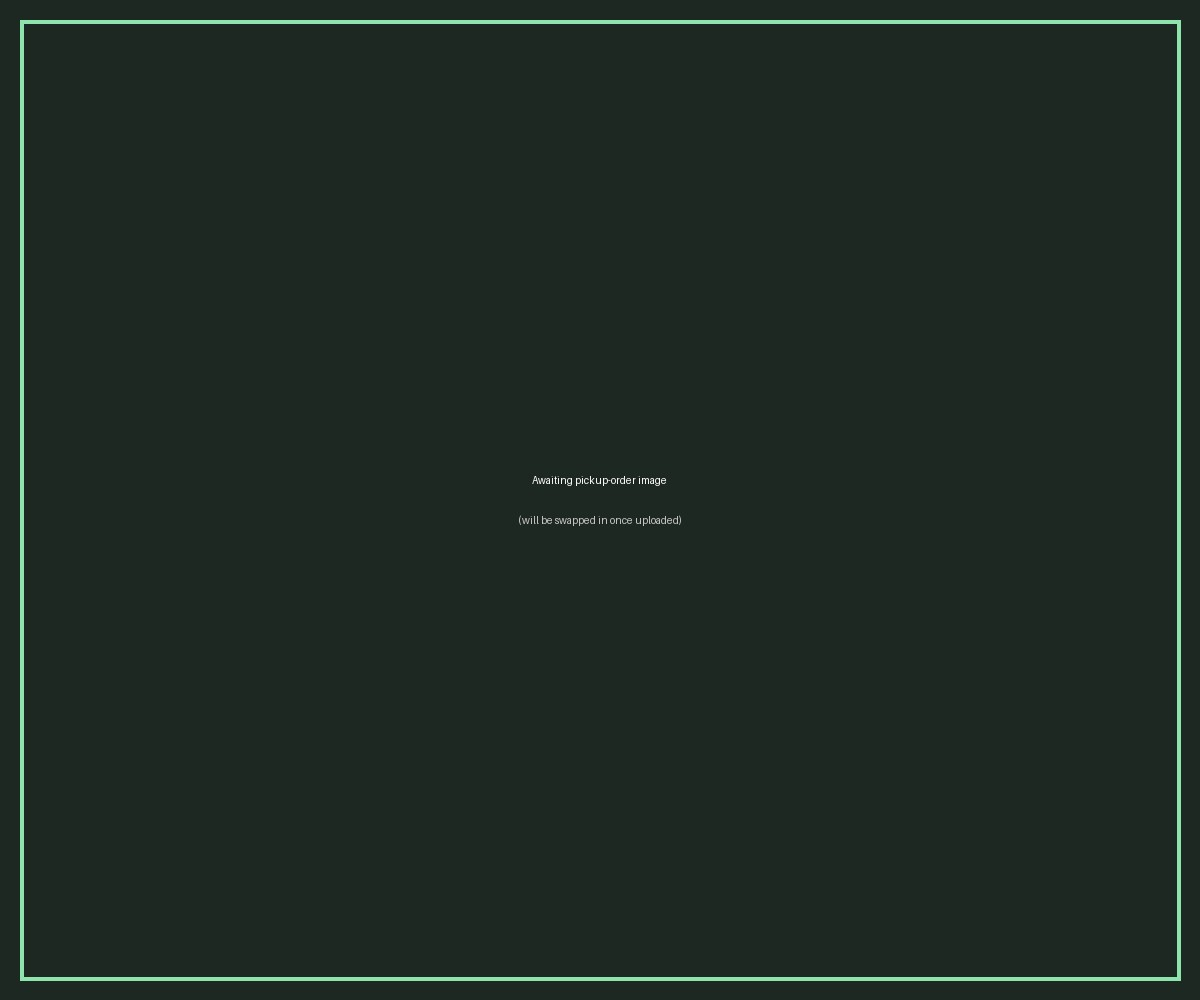 Awaiting pickup-order image
(will be swapped in once uploaded)